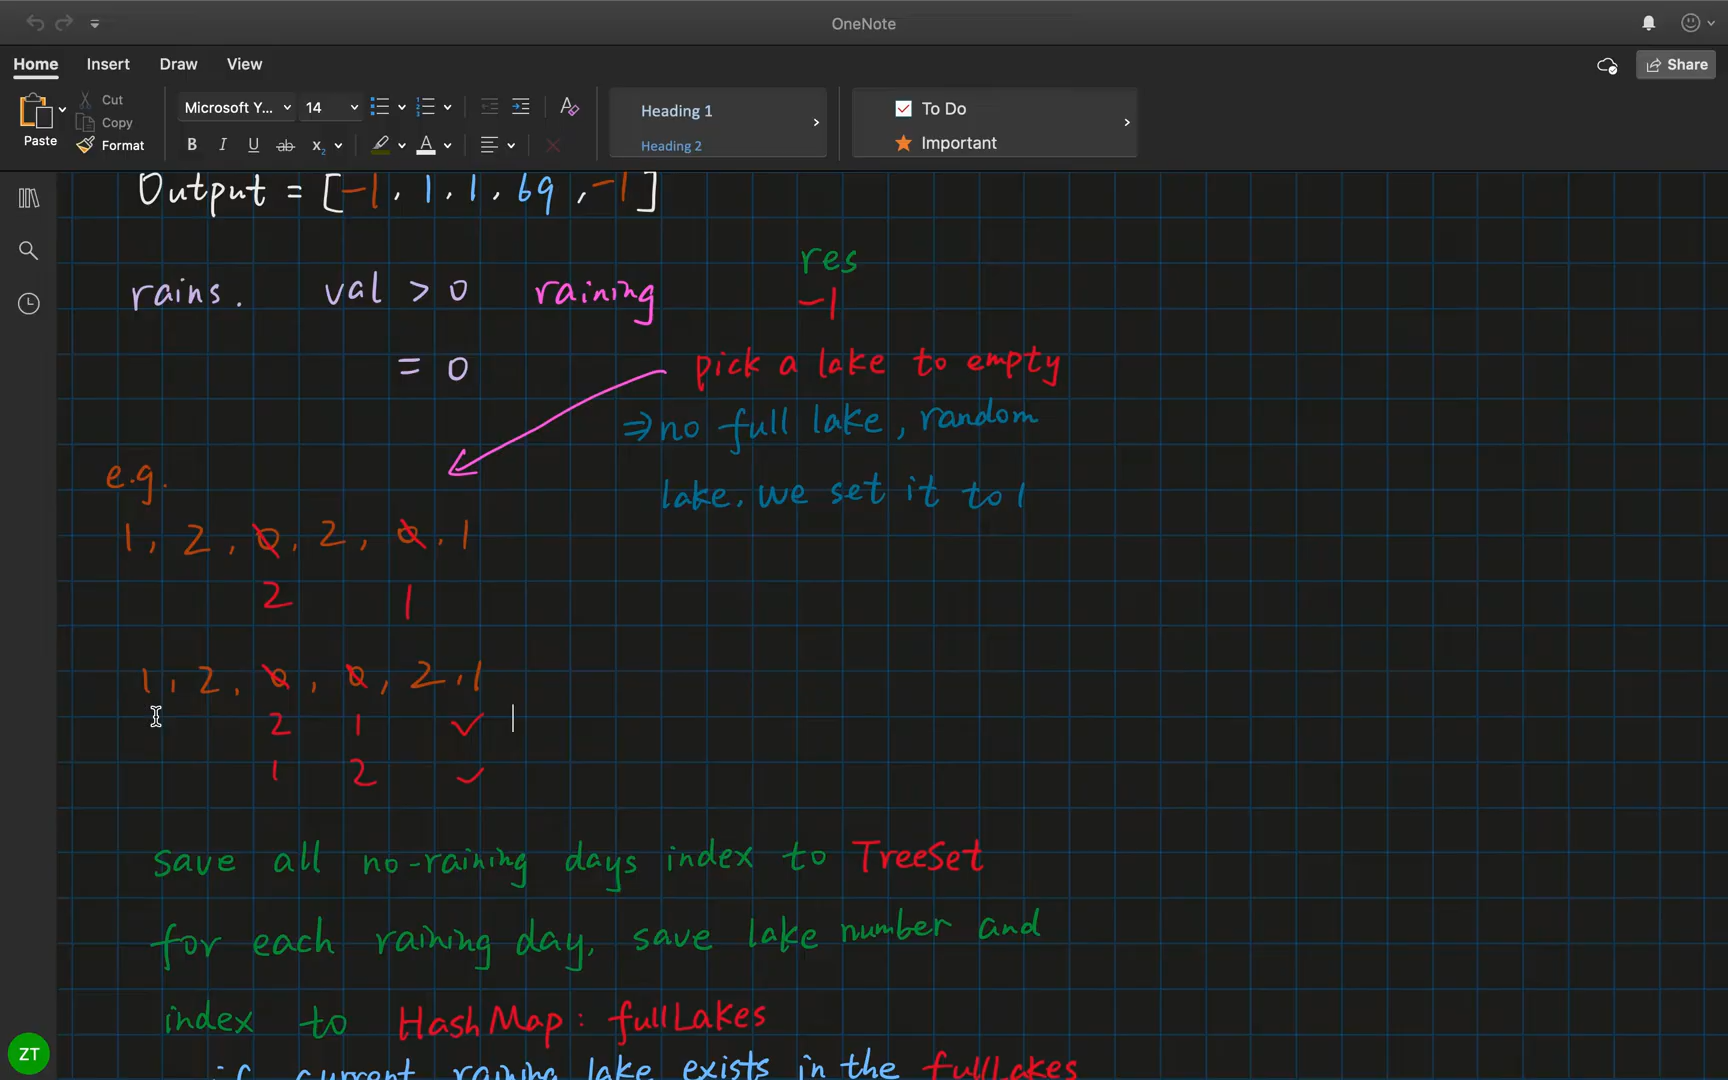 OneNote
Home Insert Draw View
Share
Paste
Cut
Copy
Format
Microsoft Y... 14
B I U ab x₂ A
Heading 1
Heading 2
To Do
Important
Output = [-1, 1, 1, 69, -1]
res
rains. val > 0 raining -1
= 0 pick a lake to empty
⇒ no full lake, random
lake. we set it to 1
e.g.
1, 2, 0, 2, 0, 1
2 1
1, 2, 0, 0, 2, 1
2 1 ✓
1 2 ✓
save all no-raining days index to TreeSet
for each raining day, save lake number and
index to HashMap: fullLakes
if current raining lake exists in the fullLakes
ZT